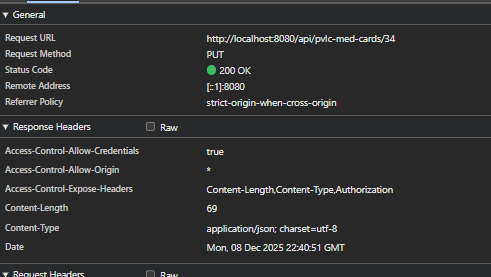 General
Request URL http://localhost:8080/api/pvlc-med-cards/34
Request Method PUT
Status Code 200 OK
Remote Address [::1]:8080
Referrer Policy strict-origin-when-cross-origin
Response Headers Raw
Access-Control-Allow-Credentials true
Access-Control-Allow-Origin *
Access-Control-Expose-Headers Content-Length,Content-Type,Authorization
Content-Length 69
Content-Type application/json; charset=utf-8
Date Mon, 08 Dec 2025 22:40:51 GMT
Request Headers Raw